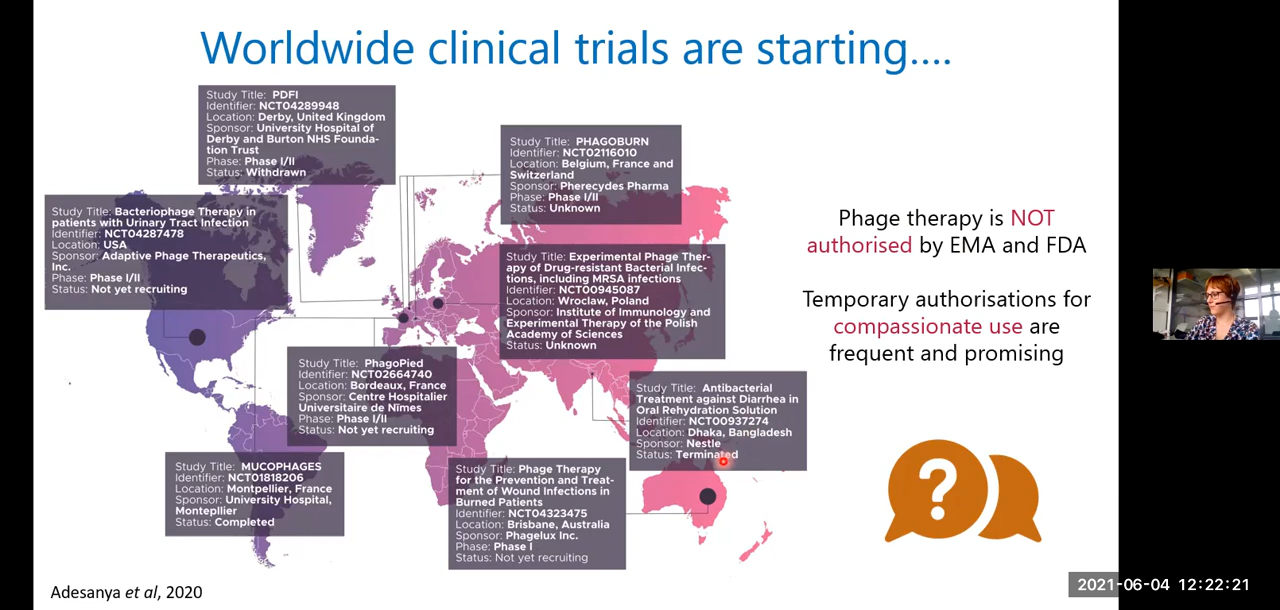 Worldwide clinical trials are starting....
Study Title: PDFI
Identifier: NCT04289948
Location: Derby, United Kingdom
Sponsor: University Hospital of
Derby and Burton NHS Founda-
tion Trust
Phase: Phase I/II
Status: Withdrawn
Study Title: PHAGOBURN
Identifier: NCT02116010
Location: Belgium, France and
Switzerland
Sponsor: Pherecydes Pharma
Phase: Phase I/II
Status: Unknown
Study Title: Bacteriophage Therapy in
patients with Urinary Tract Infection
Identifier: NCT04287478
Location: USA
Sponsor: Adaptive Phage Therapeutics,
Inc.
Phase: Phase I/II
Status: Not yet recruiting
Study Title: Experimental Phage Ther-
apy of Drug-resistant Bacterial Infec-
tions, including MRSA infections
Identifier: NCT00945087
Location: Wroclaw, Poland
Sponsor: Institute of Immunology and
Experimental Therapy of the Polish
Academy of Sciences
Status: Unknown
Study Title: PhagoPied
Identifier: NCT02664740
Location: Bordeaux, France
Sponsor: Centre Hospitalier
Universitaire de Nîmes
Phase: Phase I/II
Status: Not yet recruiting
Study Title: Antibacterial
Treatment against Diarrhea in
Oral Rehydration Solution
Identifier: NCT00937274
Location: Dhaka, Bangladesh
Sponsor: Nestle
Status: Terminated
Study Title: MUCOPHAGES
Identifier: NCT01818206
Location: Montpellier, France
Sponsor: University Hospital,
Montepllier
Status: Completed
Study Title: Phage Therapy
for the Prevention and Treat-
ment of Wound Infections in
Burned Patients
Identifier: NCT04323475
Location: Brisbane, Australia
Sponsor: Phagelux Inc.
Phase: Phase I
Status: Not yet recruiting
Phage therapy is NOT
authorised by EMA and FDA
Temporary authorisations for
compassionate use are
frequent and promising
?
Adesanya et al, 2020
2021-06-04 12:22:21